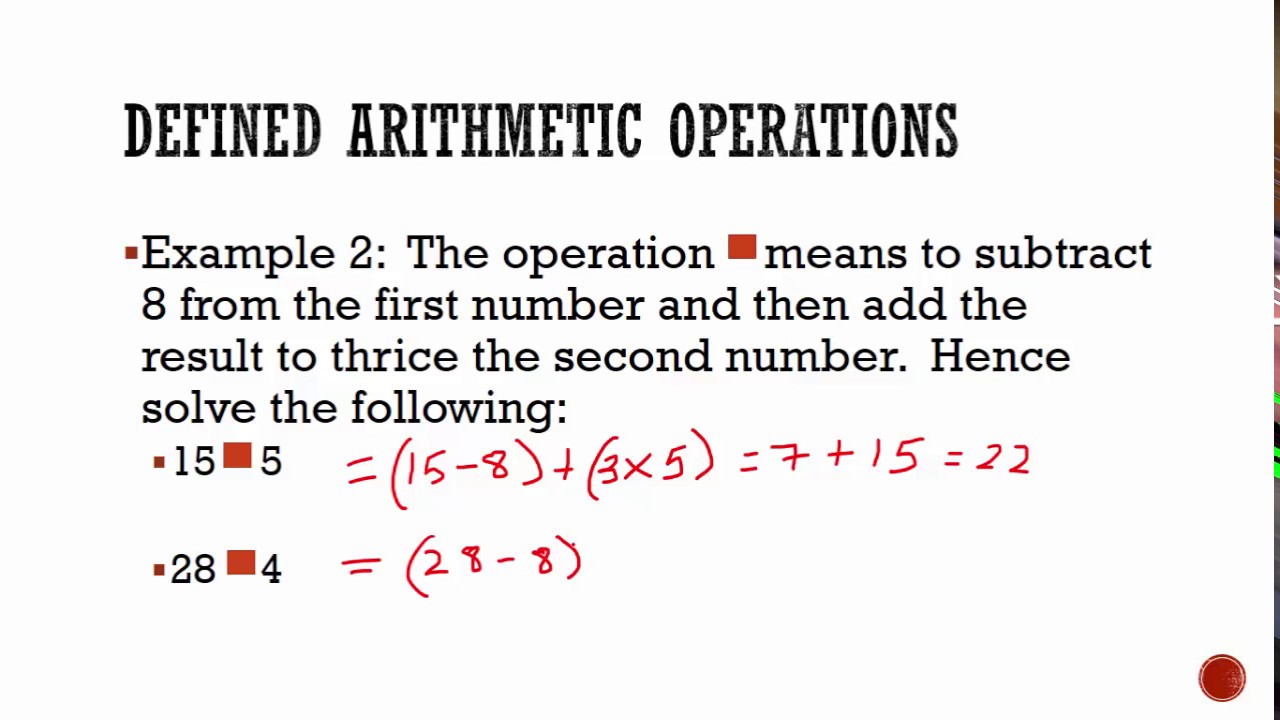 DEFINED ARITHMETIC OPERATIONS
▪Example 2: The operation ■ means to subtract
8 from the first number and then add the
result to thrice the second number. Hence
solve the following:
▪15 ■ 5 = (15-8) + (3×5) = 7 + 15 = 22
▪28 ■ 4 = (28-8)